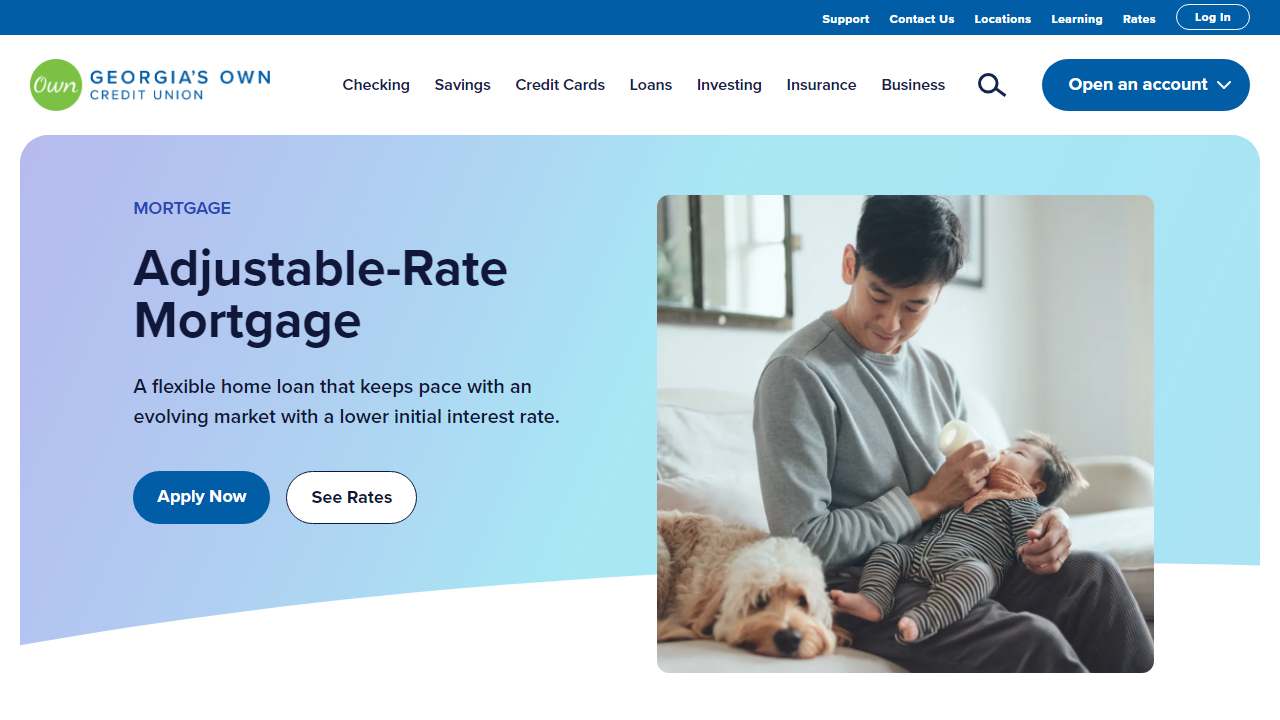 Support Contact Us Locations Learning Rates Log In
Own GEORGIA'S OWN
CREDIT UNION
Checking Savings Credit Cards Loans Investing Insurance Business Open an account
MORTGAGE
Adjustable-Rate
Mortgage
A flexible home loan that keeps pace with an
evolving market with a lower initial interest rate.
Apply Now See Rates